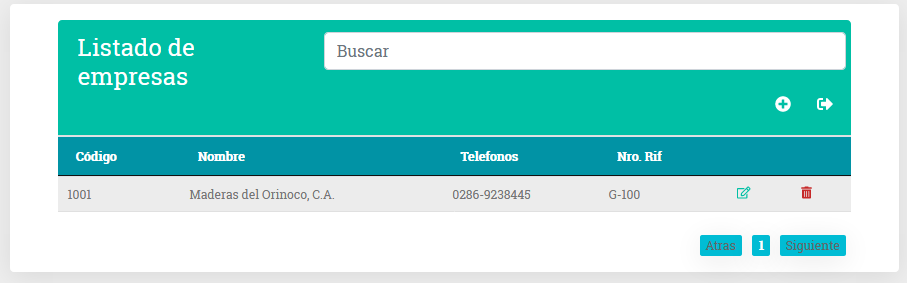 Listado de
empresas
Buscar
Código Nombre Telefonos Nro. Rif
1001 Maderas del Orinoco, C.A. 0286-9238445 G-100
Atras 1 Siguiente